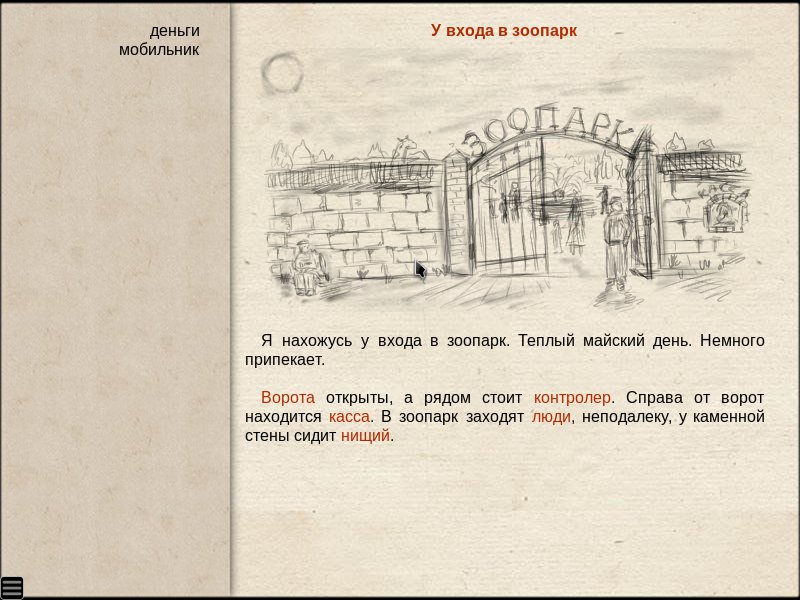 деньги
мобильник
У входа в зоопарк
ЗООПАРК
Я нахожусь у входа в зоопарк. Теплый майский день. Немного
припекает.
Ворота открыты, а рядом стоит контролер. Справа от ворот
находится касса. В зоопарк заходят люди, неподалеку, у каменной
стены сидит нищий.